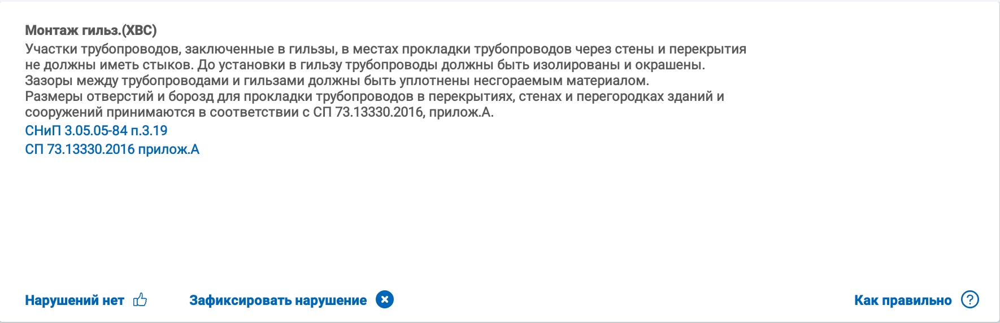 Монтаж гильз.(ХВС)
Участки трубопроводов, заключенные в гильзы, в местах прокладки трубопроводов через стены и перекрытия
не должны иметь стыков. До установки в гильзу трубопроводы должны быть изолированы и окрашены.
Зазоры между трубопроводами и гильзами должны быть уплотнены несгораемым материалом.
Размеры отверстий и борозд для прокладки трубопроводов в перекрытиях, стенах и перегородках зданий и
сооружений принимаются в соответствии с СП 73.13330.2016, прилож.А.
СНиП 3.05.05-84 п.3.19
СП 73.13330.2016 прилож.А
Нарушений нет Зафиксировать нарушение Как правильно ?